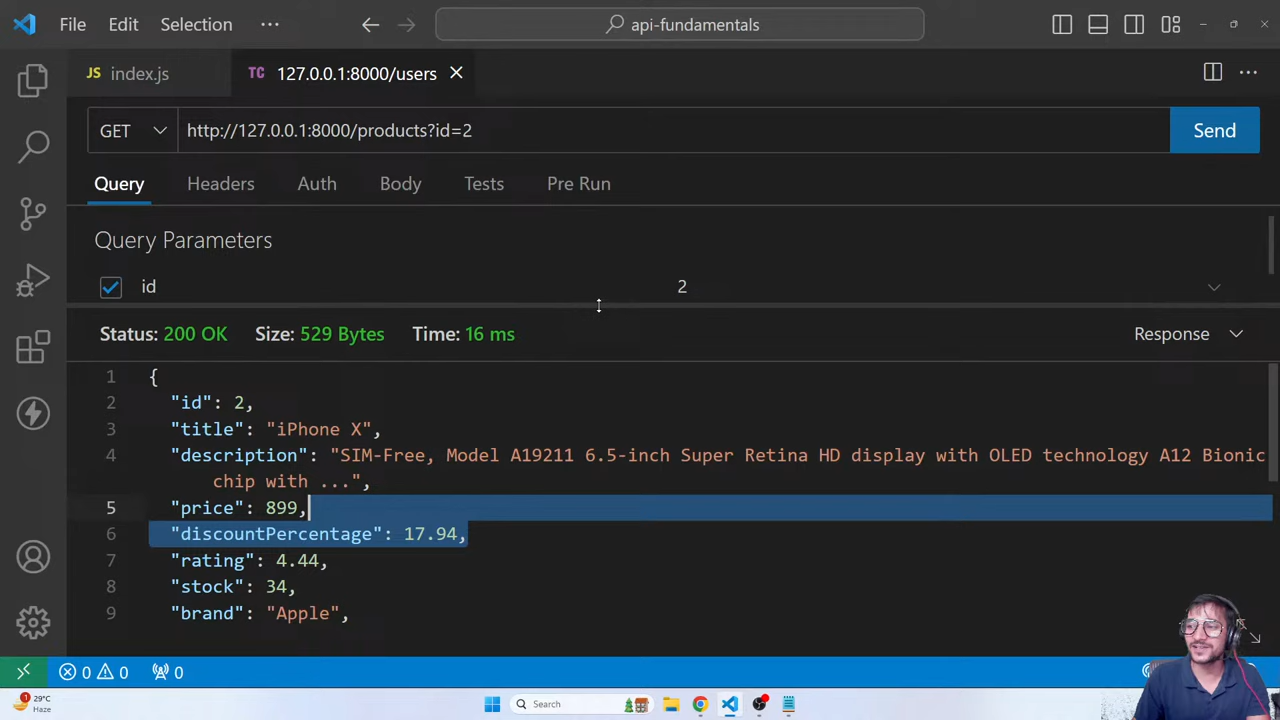 File Edit Selection ··· api-fundamentals
JS index.js TC 127.0.0.1:8000/users
GET http://127.0.0.1:8000/products?id=2 Send
Query Headers Auth Body Tests Pre Run
Query Parameters
id 2
Status: 200 OK Size: 529 Bytes Time: 16 ms Response
1 {
2 "id": 2,
3 "title": "iPhone X",
4 "description": "SIM-Free, Model A19211 6.5-inch Super Retina HD display with OLED technology A12 Bionic
chip with ...",
5 "price": 899,
6 "discountPercentage": 17.94,
7 "rating": 4.44,
8 "stock": 34,
9 "brand": "Apple",
0 0 0
1 29°C Search
Haze